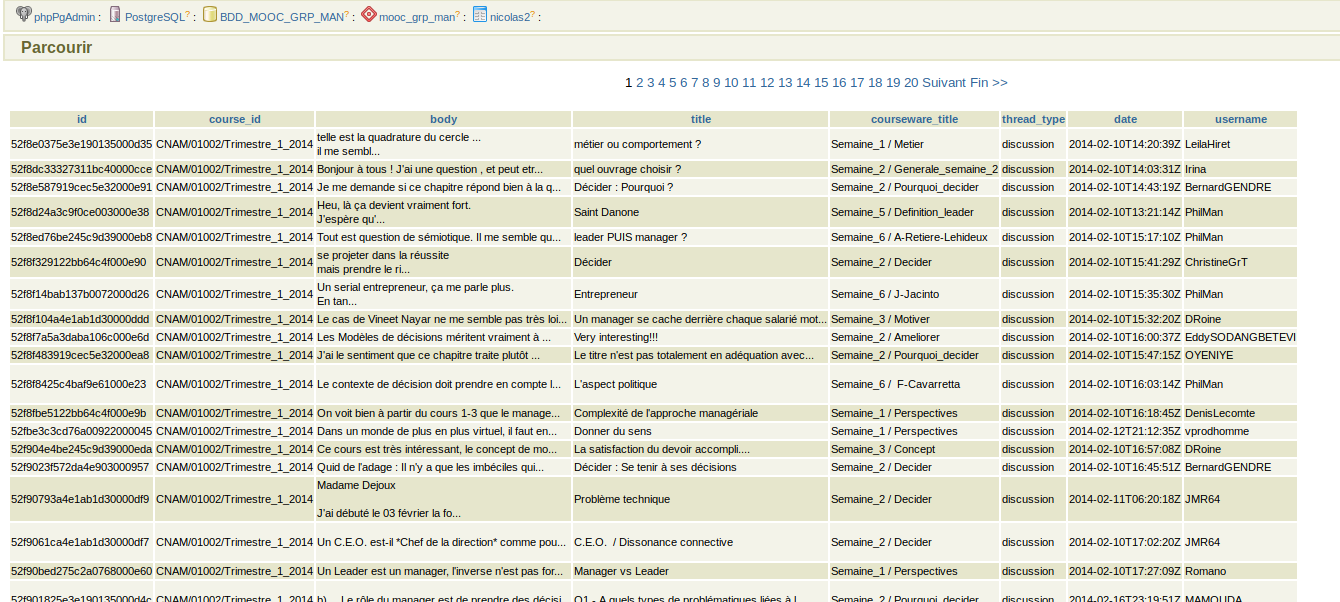 phpPgAdmin : PostgreSQL? : BDD_MOOC_GRP_MAN? : mooc_grp_man? : nicolas2? :
Parcourir
1 2 3 4 5 6 7 8 9 10 11 12 13 14 15 16 17 18 19 20 Suivant Fin >>
id course_id body title courseware_title thread_type date username
52f8e0375e3e190135000d35 CNAM/01002/Trimestre_1_2014 telle est la quadrature du cercle ...
il me sembl... métier ou comportement ? Semaine_1 / Metier discussion 2014-02-10T14:20:39Z LeilaHiret
52f8dc33327311bc40000cce CNAM/01002/Trimestre_1_2014 Bonjour à tous ! J'ai une question , et peut etr... quel ouvrage choisir ? Semaine_2 / Generale_semaine_2 discussion 2014-02-10T14:03:31Z Irina
52f8e587919cec5e32000e91 CNAM/01002/Trimestre_1_2014 Je me demande si ce chapitre répond bien à la q... Décider : Pourquoi ? Semaine_2 / Pourquoi_decider discussion 2014-02-10T14:43:19Z BernardGENDRE
52f8d24a3c9f0ce003000e38 CNAM/01002/Trimestre_1_2014 Heu, là ça devient vraiment fort.
J'espère qu'... Saint Danone Semaine_5 / Definition_leader discussion 2014-02-10T13:21:14Z PhilMan
52f8ed76be245c9d39000eb8 CNAM/01002/Trimestre_1_2014 Tout est question de sémiotique. Il me semble qu... leader PUIS manager ? Semaine_6 / A-Retiere-Lehideux discussion 2014-02-10T15:17:10Z PhilMan
52f8f329122bb64c4f000e90 CNAM/01002/Trimestre_1_2014 se projeter dans la réussite
mais prendre le ri... Décider Semaine_2 / Decider discussion 2014-02-10T15:41:29Z ChristineGrT
52f8f14bab137b0072000d26 CNAM/01002/Trimestre_1_2014 Un serial entrepreneur, ça me parle plus.
En tan... Entrepreneur Semaine_6 / J-Jacinto discussion 2014-02-10T15:35:30Z PhilMan
52f8f104a4e1ab1d30000ddd CNAM/01002/Trimestre_1_2014 Le cas de Vineet Nayar ne me semble pas très loi... Un manager se cache derrière chaque salarié mot... Semaine_3 / Motiver discussion 2014-02-10T15:32:20Z DRoine
52f8f7a5a3daba106c000e6d CNAM/01002/Trimestre_1_2014 Les Modèles de décisions méritent vraiment à ... Very interesting!!! Semaine_2 / Ameliorer discussion 2014-02-10T16:00:37Z EddySODANGBETEVI
52f8f483919cec5e32000ea8 CNAM/01002/Trimestre_1_2014 J'ai le sentiment que ce chapitre traite plutôt ... Le titre n'est pas totalement en adéquation avec... Semaine_2 / Pourquoi_decider discussion 2014-02-10T15:47:15Z OYENIYE
52f8f8425c4baf9e61000e23 CNAM/01002/Trimestre_1_2014 Le contexte de décision doit prendre en compte l... L'aspect politique Semaine_6 / F-Cavarretta discussion 2014-02-10T16:03:14Z PhilMan
52f8fbe5122bb64c4f000e9b CNAM/01002/Trimestre_1_2014 On voit bien à partir du cours 1-3 que le manage... Complexité de l'approche managériale Semaine_1 / Perspectives discussion 2014-02-10T16:18:45Z DenisLecomte
52fbe3c3cd76a00922000045 CNAM/01002/Trimestre_1_2014 Dans un monde de plus en plus virtuel, il faut en... Donner du sens Semaine_1 / Perspectives discussion 2014-02-12T21:12:35Z vprodhomme
52f904e4be245c9d39000eda CNAM/01002/Trimestre_1_2014 Ce cours est très intéressant, le concept de mo... La satisfaction du devoir accompli.... Semaine_3 / Concept discussion 2014-02-10T16:57:08Z DRoine
52f9023f572da4e903000957 CNAM/01002/Trimestre_1_2014 Quid de l'adage : Il n'y a que les imbéciles qui... Décider : Se tenir à ses décisions Semaine_2 / Decider discussion 2014-02-10T16:45:51Z BernardGENDRE
52f90793a4e1ab1d30000df9 CNAM/01002/Trimestre_1_2014 Madame Dejoux
J'ai débuté le 03 février la fo... Problème technique Semaine_2 / Decider discussion 2014-02-11T06:20:18Z JMR64
52f9061ca4e1ab1d30000df7 CNAM/01002/Trimestre_1_2014 Un C.E.O. est-il *Chef de la direction* comme pou... C.E.O. / Dissonance connective Semaine_2 / Decider discussion 2014-02-10T17:02:20Z JMR64
52f90bed275c2a0768000e60 CNAM/01002/Trimestre_1_2014 Un Leader est un manager, l'inverse n'est pas for... Manager vs Leader Semaine_1 / Perspectives discussion 2014-02-10T17:27:09Z Romano
52f901825e3e190135000d4c CNAM/01002/Trimestre_1_2014 b) Le rôle du manager est de prendre des décisi... Q1 - A quels types de problématiques liées à l... Semaine_2 / Pourquoi_decider discussion 2014-02-16T23:19:51Z MAMOUDA